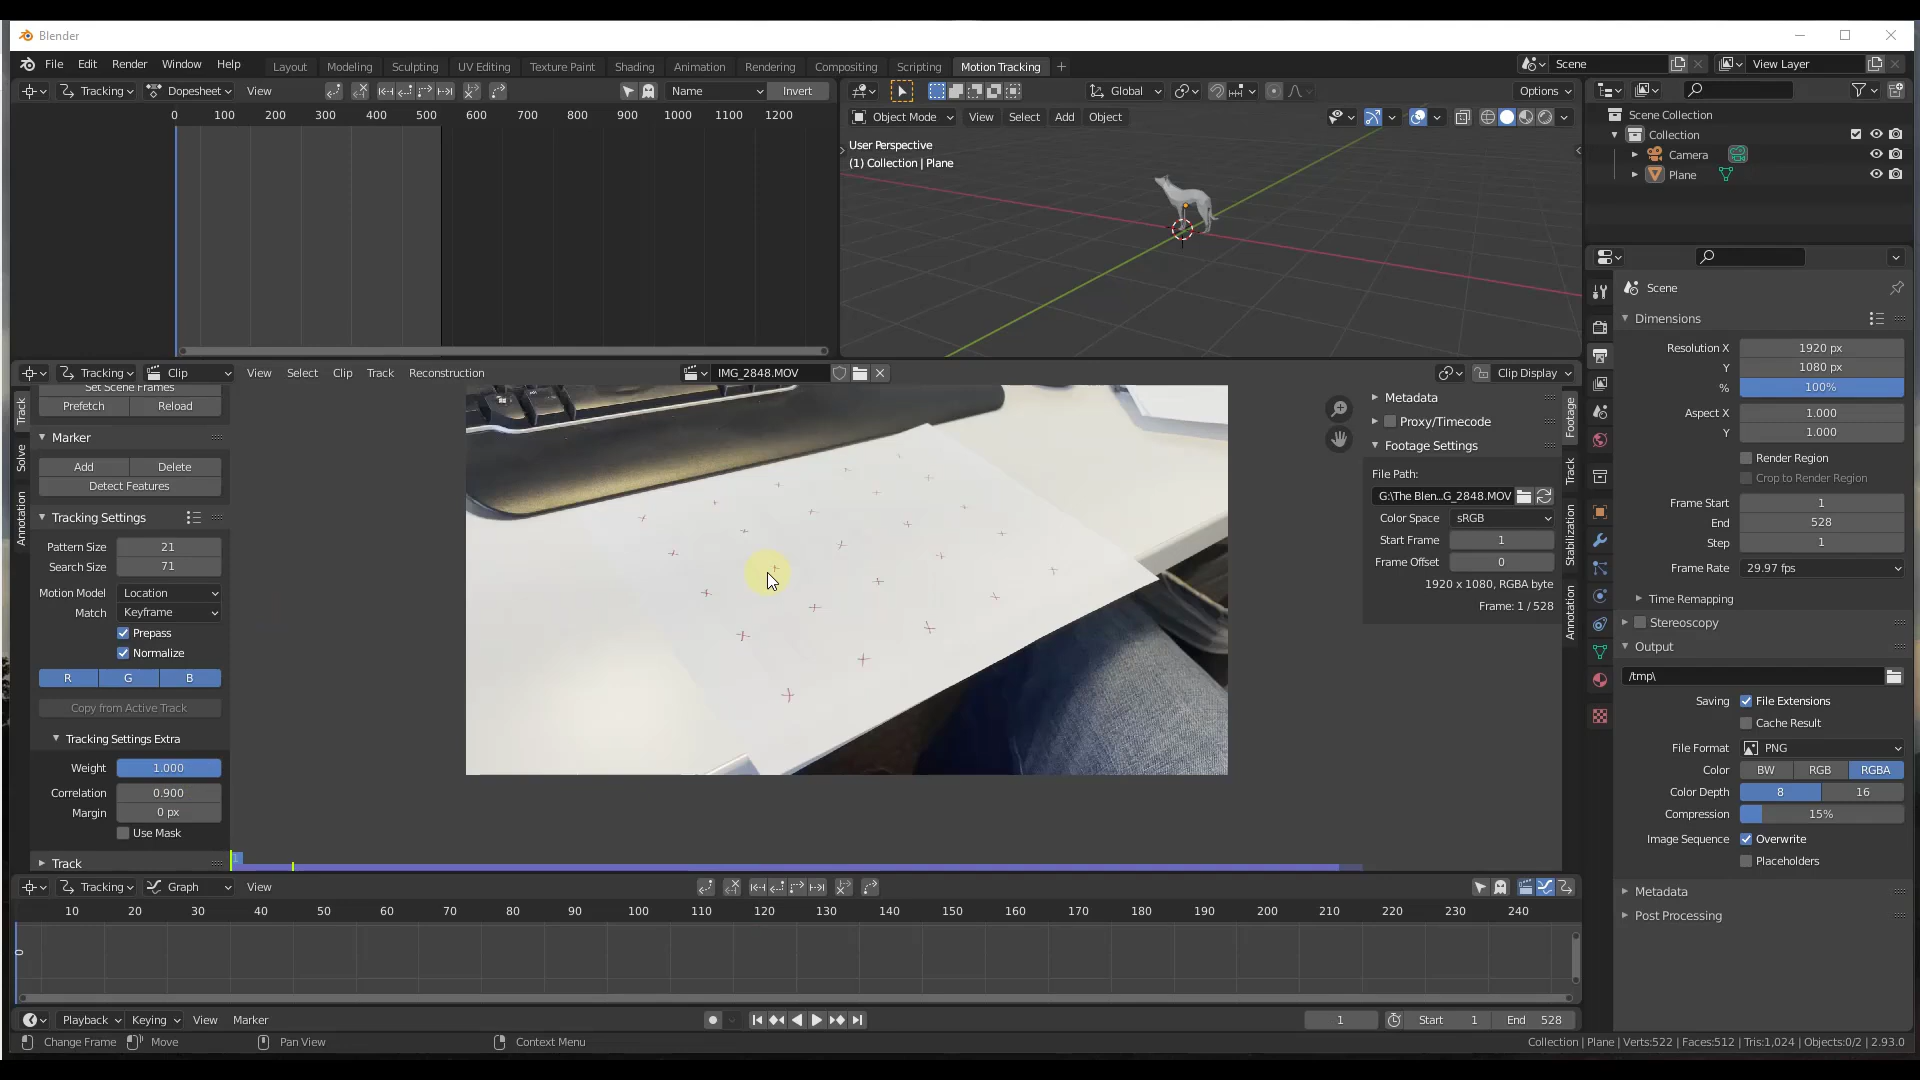 Blender
File Edit Render Window Help Layout Modeling Sculpting UV Editing Texture Paint Shading Animation Rendering Compositing Scripting Motion Tracking + Scene View Layer
Tracking Dopesheet View Name Invert
0 100 200 300 400 500 600 700 800 900 1000 1100 1200
Global Options
Object Mode View Select Add Object
User Perspective
(1) Collection | Plane
Scene Collection
Collection
Camera
Plane
Scene
Dimensions
Resolution X 1920 px
Y 1080 px
% 100%
Aspect X 1.000
Y 1.000
Render Region
Crop to Render Region
Frame Start 1
End 528
Step 1
Frame Rate 29.97 fps
Time Remapping
Stereoscopy
Output
/tmp\
Saving File Extensions
Cache Result
File Format PNG
Color BW RGB RGBA
Color Depth 8 16
Compression 15%
Image Sequence Overwrite
Placeholders
Metadata
Post Processing
Tracking Clip View Select Clip Track Reconstruction IMG_2848.MOV Clip Display
Set Scene Frames
Prefetch Reload
Marker
Add Delete
Detect Features
Tracking Settings
Pattern Size 21
Search Size 71
Motion Model Location
Match Keyframe
Prepass
Normalize
R G B
Copy from Active Track
Tracking Settings Extra
Weight 1.000
Correlation 0.900
Margin 0 px
Use Mask
Track
Track
Solve
Annotation
Metadata
Proxy/Timecode
Footage Settings
File Path:
G:\The Blen...G_2848.MOV
Color Space sRGB
Start Frame 1
Frame Offset 0
1920 x 1080, RGBA byte
Frame: 1 / 528
Footage
Track
Stabilization
Annotation
1
Tracking Graph View
10 20 30 40 50 60 70 80 90 100 110 120 130 140 150 160 170 180 190 200 210 220 230 240
0
Playback Keying View Marker 1 Start 1 End 528
Change Frame Move Pan View Context Menu Collection | Plane | Verts:522 | Faces:512 | Tris:1,024 | Objects:0/2 | 2.93.0